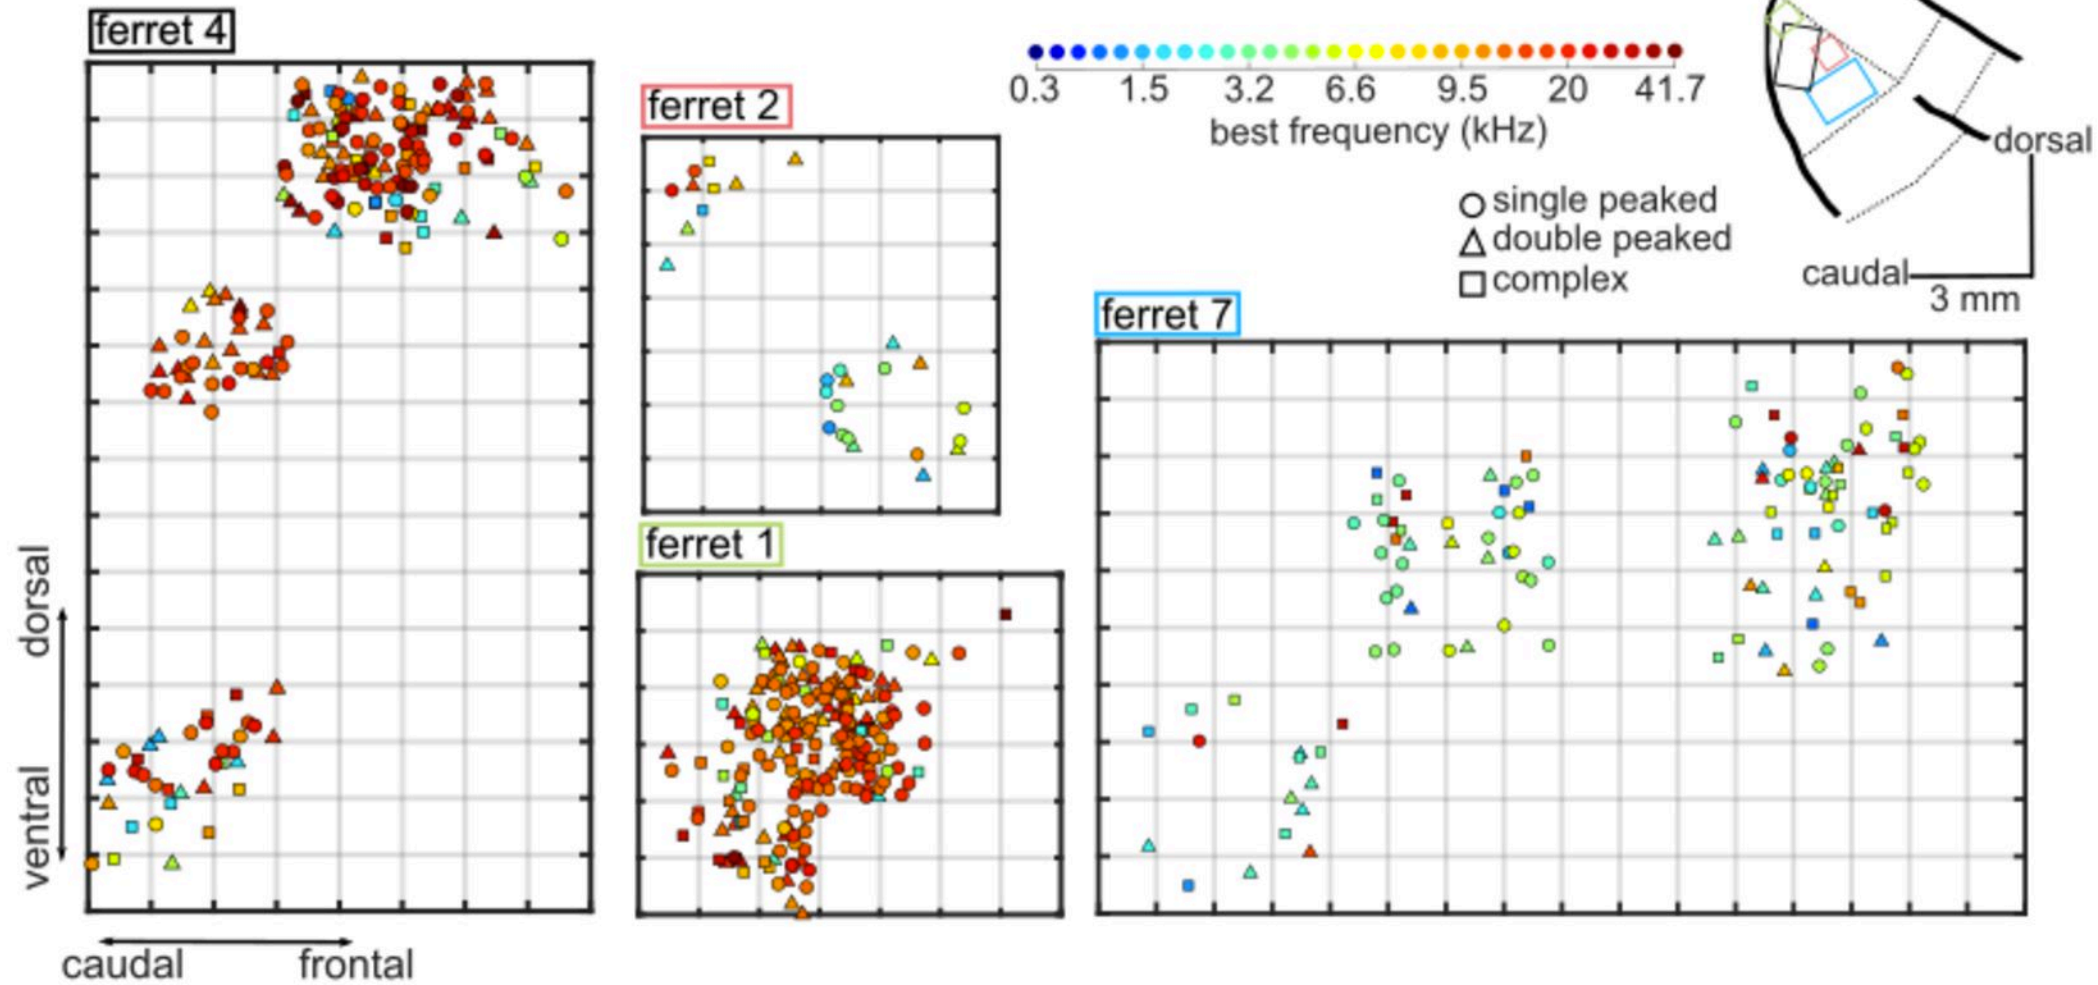 ferret 4
ferret 2
0.3 1.5 3.2 6.6 9.5 20 41.7
best frequency (kHz)
single peaked
double peaked
complex
dorsal
caudal
3 mm
ferret 7
ferret 1
dorsal
ventral
caudal frontal